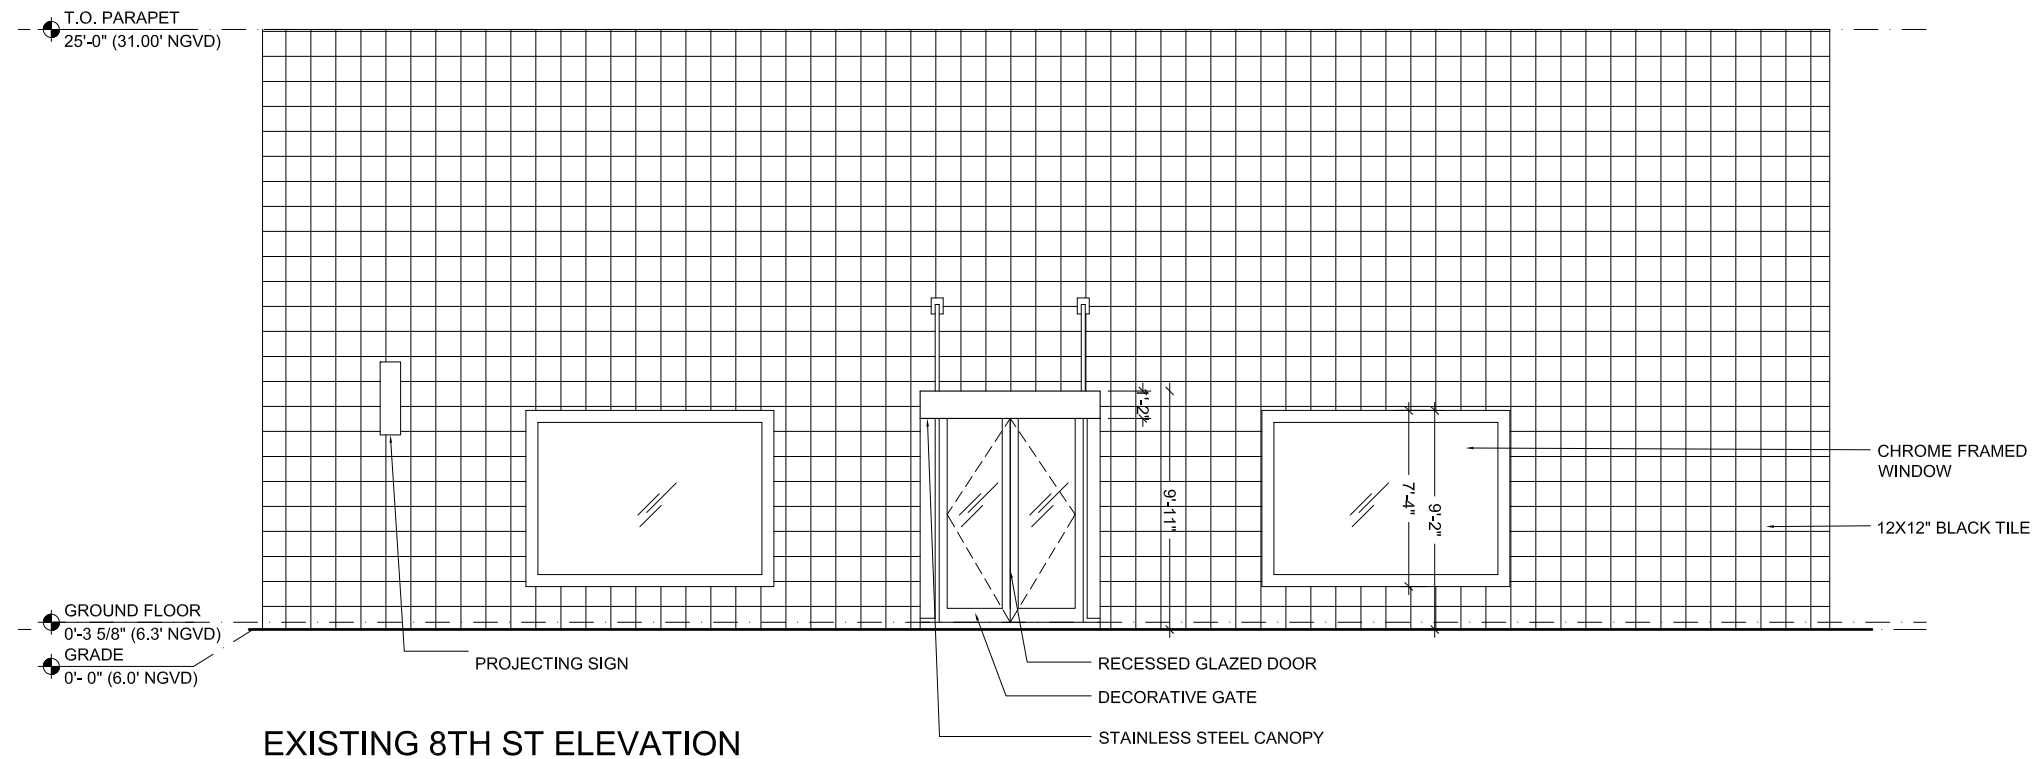 T.O. PARAPET
25'-0" (31.00' NGVD)
1'-2"
9'-11"
7'-4"
9'-2"
CHROME FRAMED
WINDOW
12X12" BLACK TILE
GROUND FLOOR
0'-3 5/8" (6.3' NGVD)
GRADE
0'- 0" (6.0' NGVD)
PROJECTING SIGN
RECESSED GLAZED DOOR
DECORATIVE GATE
STAINLESS STEEL CANOPY
EXISTING 8TH ST ELEVATION